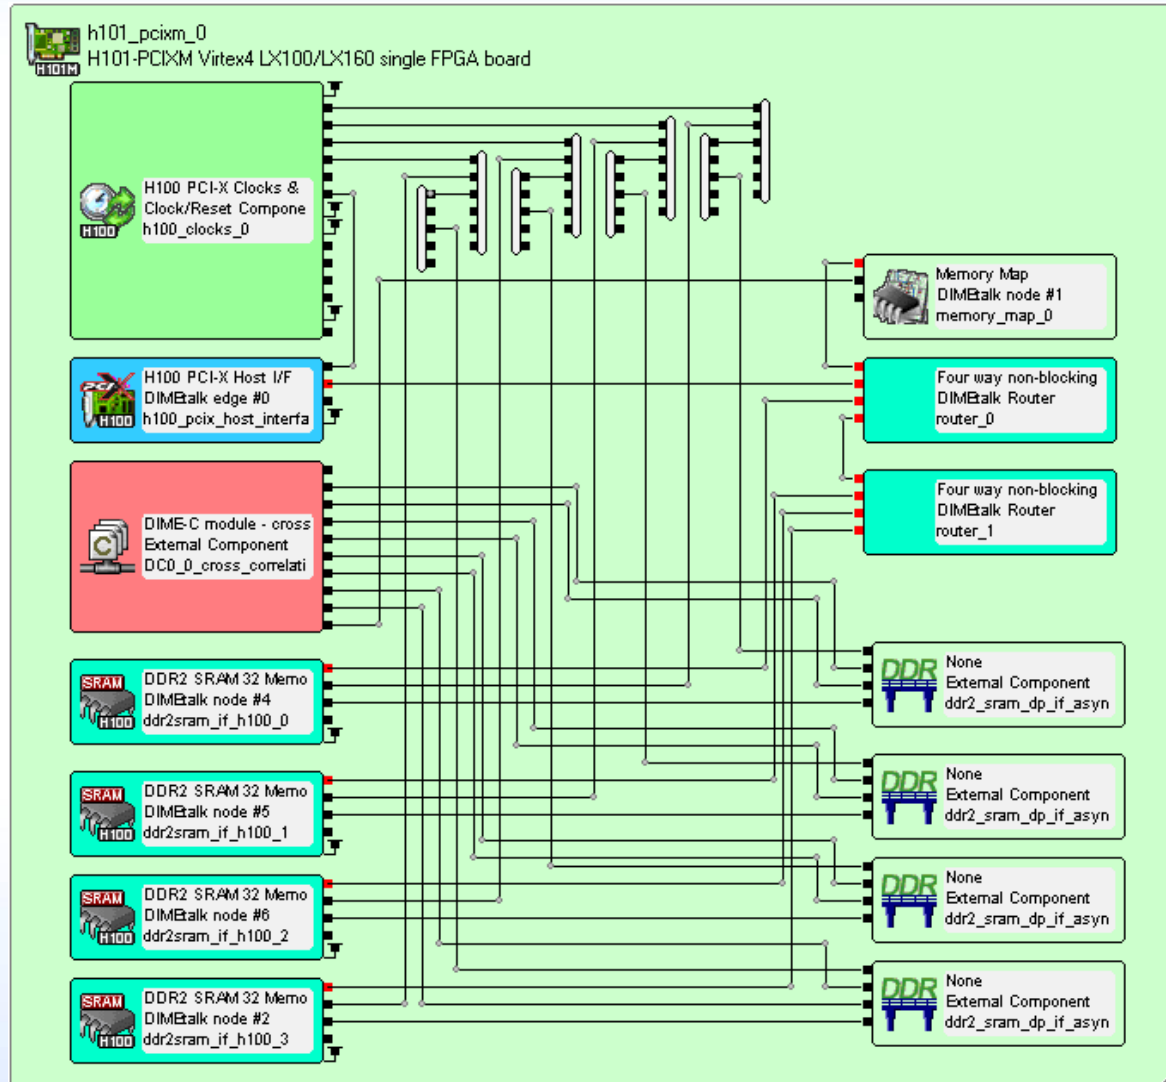 h101_pcixm_0
H101-PCIXM Virtex4 LX100/LX160 single FPGA board
H101M
H100 PCI-X Clocks &
Clock/Reset Compone
h100_clocks_0
H100
Memory Map
DIMEtalk node #1
memory_map_0
H100 PCI-X Host I/F
DIMEtalk edge #0
h100_pcix_host_interfa
PCIX
H100
Four way non-blocking
DIMEtalk Router
router_0
DIME-C module - cross
External Component
DC0_0_cross_correlati
C
Four way non-blocking
DIMEtalk Router
router_1
SRAM
H100
DDR2 SRAM 32 Memo
DIMEtalk node #4
ddr2sram_if_h100_0
DDR
None
External Component
ddr2_sram_dp_if_asyn
SRAM
H100
DDR2 SRAM 32 Memo
DIMEtalk node #5
ddr2sram_if_h100_1
DDR
None
External Component
ddr2_sram_dp_if_asyn
SRAM
H100
DDR2 SRAM 32 Memo
DIMEtalk node #6
ddr2sram_if_h100_2
DDR
None
External Component
ddr2_sram_dp_if_asyn
SRAM
H100
DDR2 SRAM 32 Memo
DIMEtalk node #2
ddr2sram_if_h100_3
DDR
None
External Component
ddr2_sram_dp_if_asyn